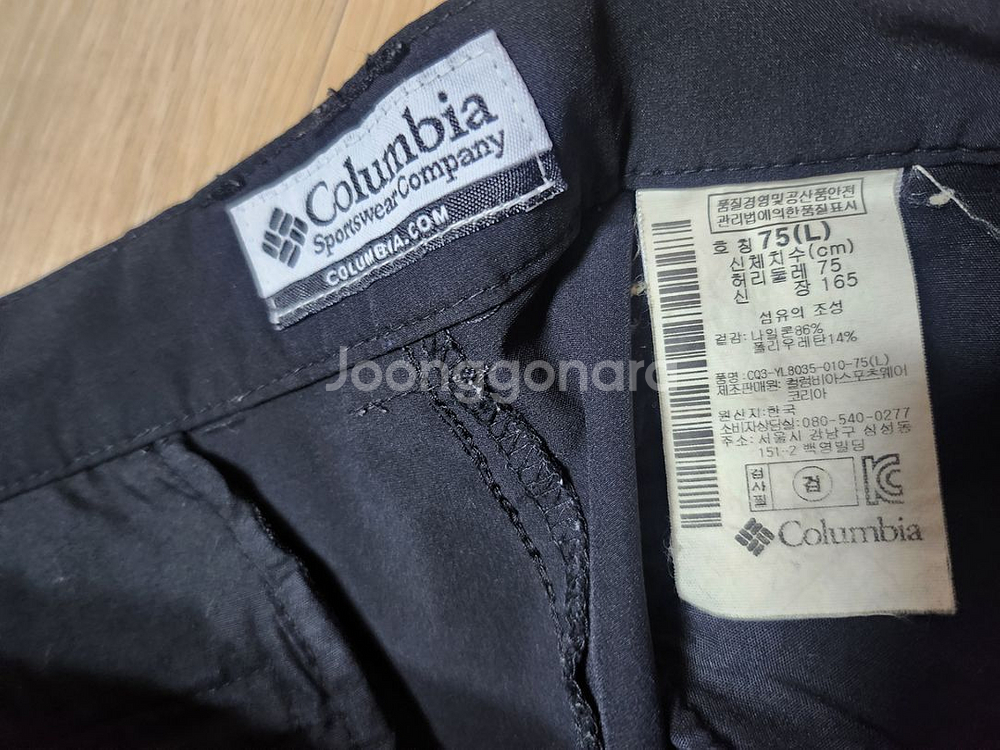 Columbia
SportswearCompany
COLUMBIA.COM
품질경영및공산품안전
관리법에의한품질표시
호 칭 75(L)
신체치수(cm)
허리둘레 75
신 장 165
섬유의 조성
겉감: 나일론86%
폴리우레탄14%
품명:CQ3-YL8035-010-75(L)
제조판매원: 컬럼비아스포츠웨어
코리아
원산지:한국
소비자상담실:080-540-0277
주소: 서울시 강남구 삼성동
151-2 백영빌딩
검사필
검
Columbia
Joonggonara